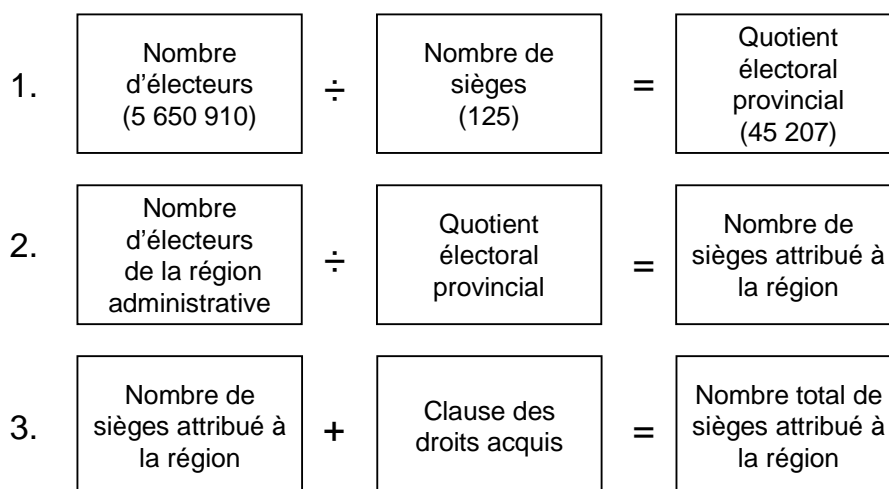 1.
Nombre
d'électeurs
(5 650 910)
÷
Nombre de
sièges
(125)
=
Quotient
électoral
provincial
(45 207)
2.
Nombre
d'électeurs
de la région
administrative
÷
Quotient
électoral
provincial
=
Nombre de
sièges attribué à
la région
3.
Nombre de
sièges attribué à
la région
+
Clause des
droits acquis
=
Nombre total de
sièges attribué à
la région